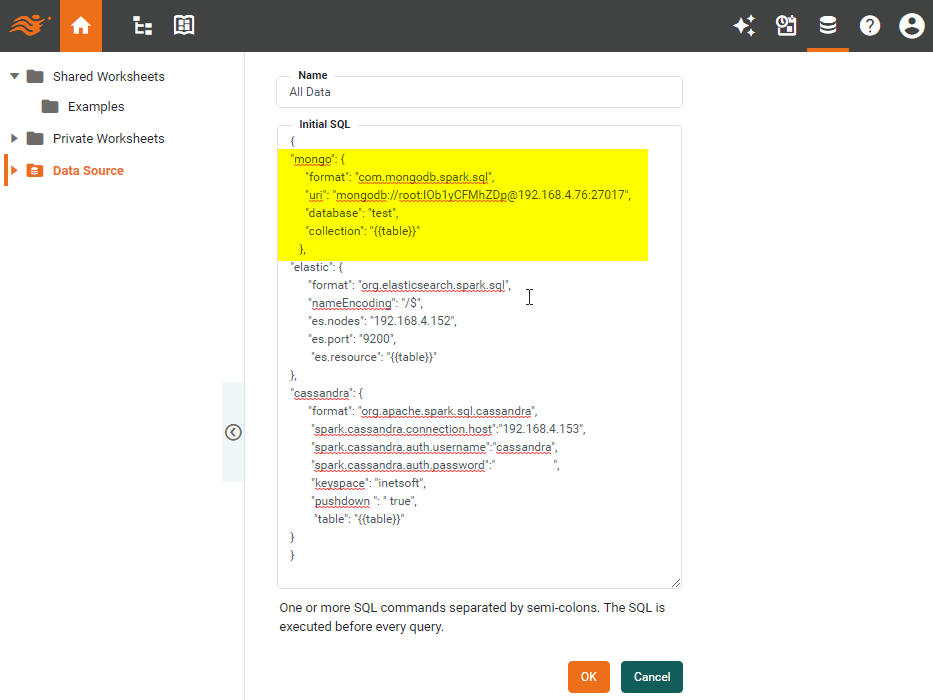 Shared Worksheets
Examples
Private Worksheets
Data Source
Name
All Data
Initial SQL
{
"mongo": {
"format": "com.mongodb.spark.sql",
"uri": "mongodb://root:IOb1yCFMhZDp@192.168.4.76:27017",
"database": "test",
"collection": "{{table}}"
},
"elastic": {
"format": "org.elasticsearch.spark.sql",
"nameEncoding": "/$",
"es.nodes": "192.168.4.152",
"es.port": "9200",
"es.resource": "{{table}}"
},
"cassandra": {
"format": "org.apache.spark.sql.cassandra",
"spark.cassandra.connection.host":"192.168.4.153",
"spark.cassandra.auth.username":"cassandra",
"spark.cassandra.auth.password":" ",
"keyspace": "inetsoft",
"pushdown ": " true",
"table": "{{table}}"
}
}
One or more SQL commands separated by semi-colons. The SQL is
executed before every query.
OK
Cancel